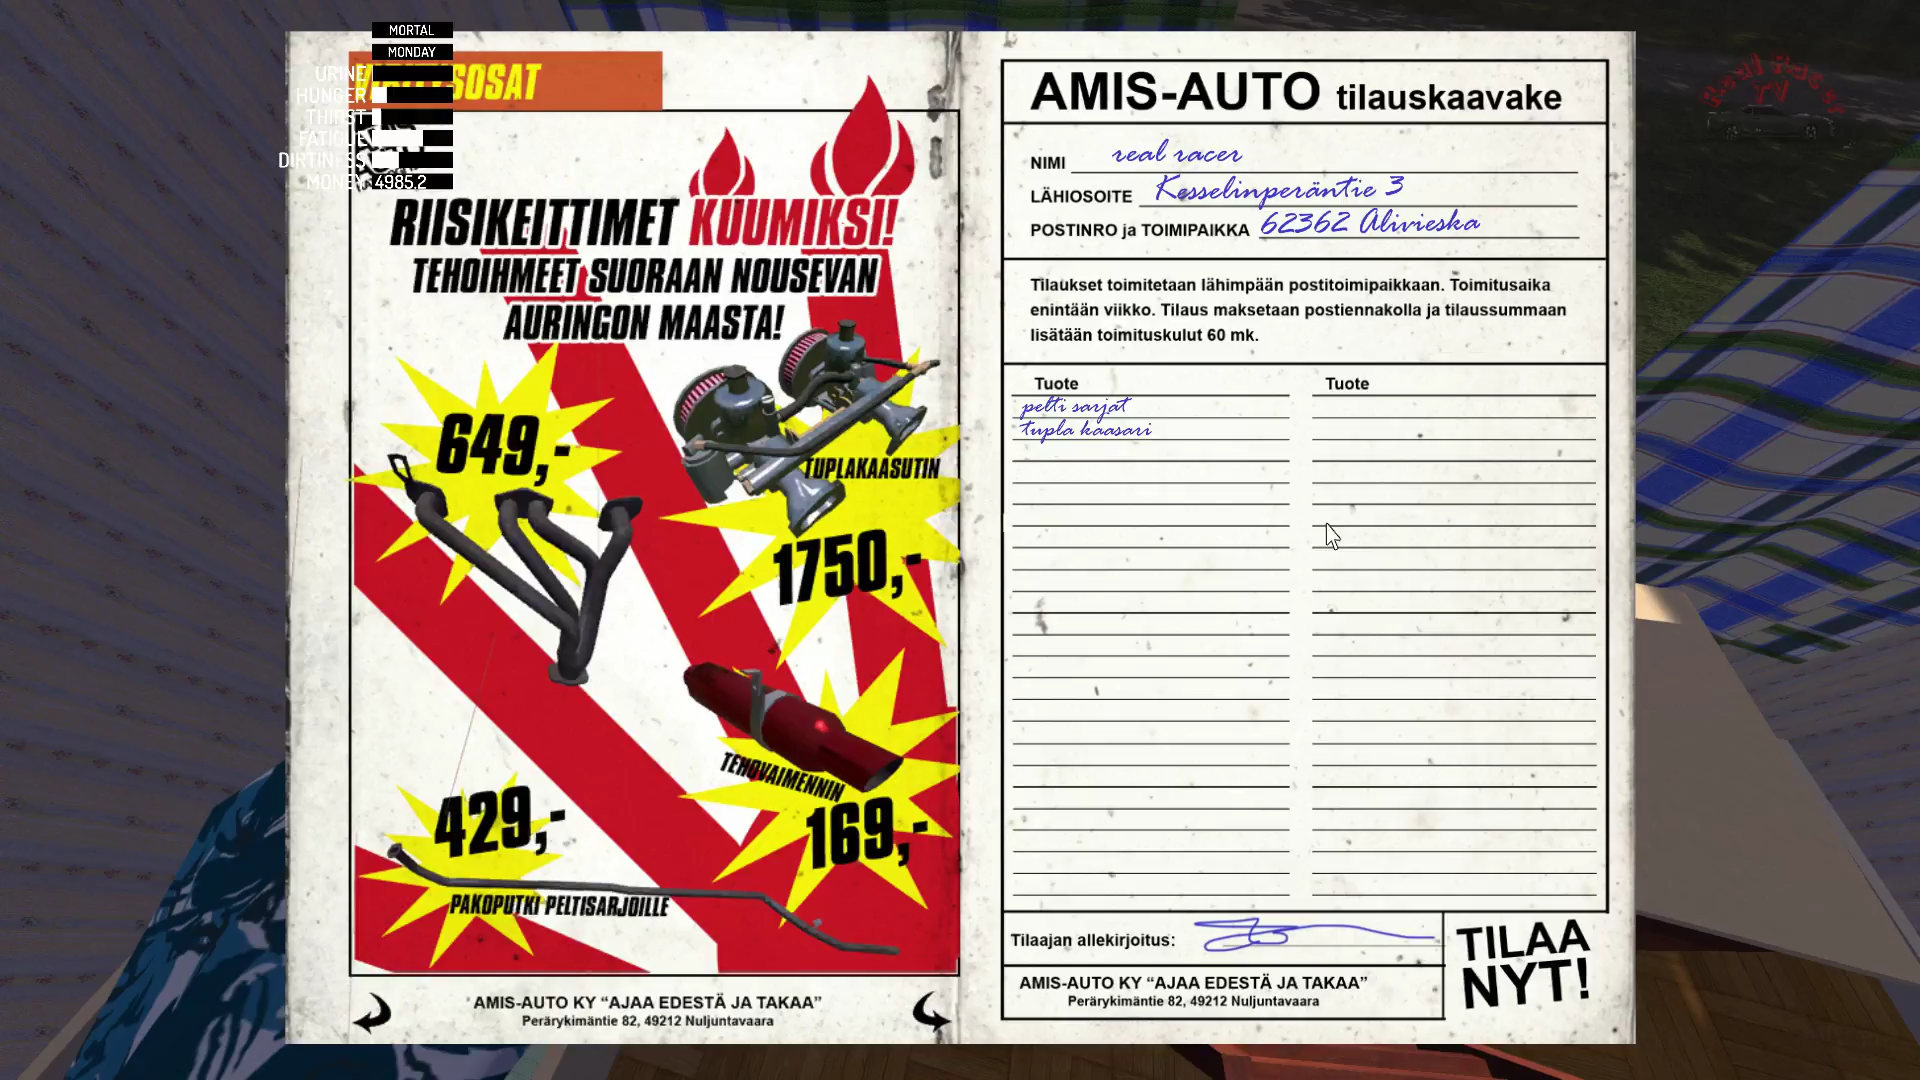 MORTAL
MONDAY
URINE
HUNGER
THIRST
FATIGUE
DIRTINESS
MONEY 4985.2
OSAT
RIISIKEITTIMET KUUMIKSI!
TEHOIHMEET SUORAAN NOUSEVAN
AURINGON MAASTA!
649,-
TUPLAKAASUTIN
1750,-
TEHOVAIMENNIN
169,-
429,-
PAKOPUTKI PELTISARJOILLE
AMIS-AUTO KY “AJAA EDESTÄ JA TAKAA”
Perärykimäntie 82, 49212 Nuljuntavaara
AMIS-AUTO tilauskaavake
NIMI real racer
LÄHIOSOITE Kesselinperäntie 3
POSTINRO ja TOIMIPAIKKA 62362 Alivieska
Tilaukset toimitetaan lähimpään postitoimipaikkaan. Toimitusaika
enintään viikko. Tilaus maksetaan postiennakolla ja tilaussummaan
lisätään toimituskulut 60 mk.
Tuote Tuote
pelti sarjat
tupla kaasari
Tilaajan allekirjoitus:
TILAA
NYT!
AMIS-AUTO KY “AJAA EDESTÄ JA TAKAA”
Perärykimäntie 82, 49212 Nuljuntavaara
Real Racer
TV